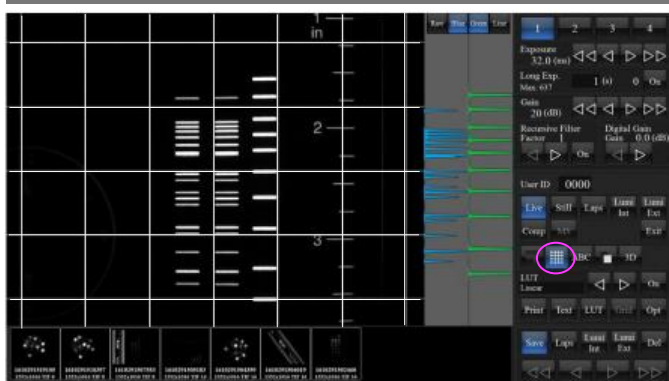 1
in
2
3
Raw Blue Green Line
1 2 3 4
Exposure
32.0 (ms)
Long Exp.
Max. 637
1 (s) 0 On
Gain
20 (dB)
Recursive Filter
Factor 1
Digital Gain
Gain 0.0 (dB)
On
User ID 0000
Live Still Laps Lumi Int Lumi Ext
Comp Exit
ABC 3D
LUT
Linear
On
Print Text LUT Grid Opt
Save Laps Lumi Int Lumi Ext Del